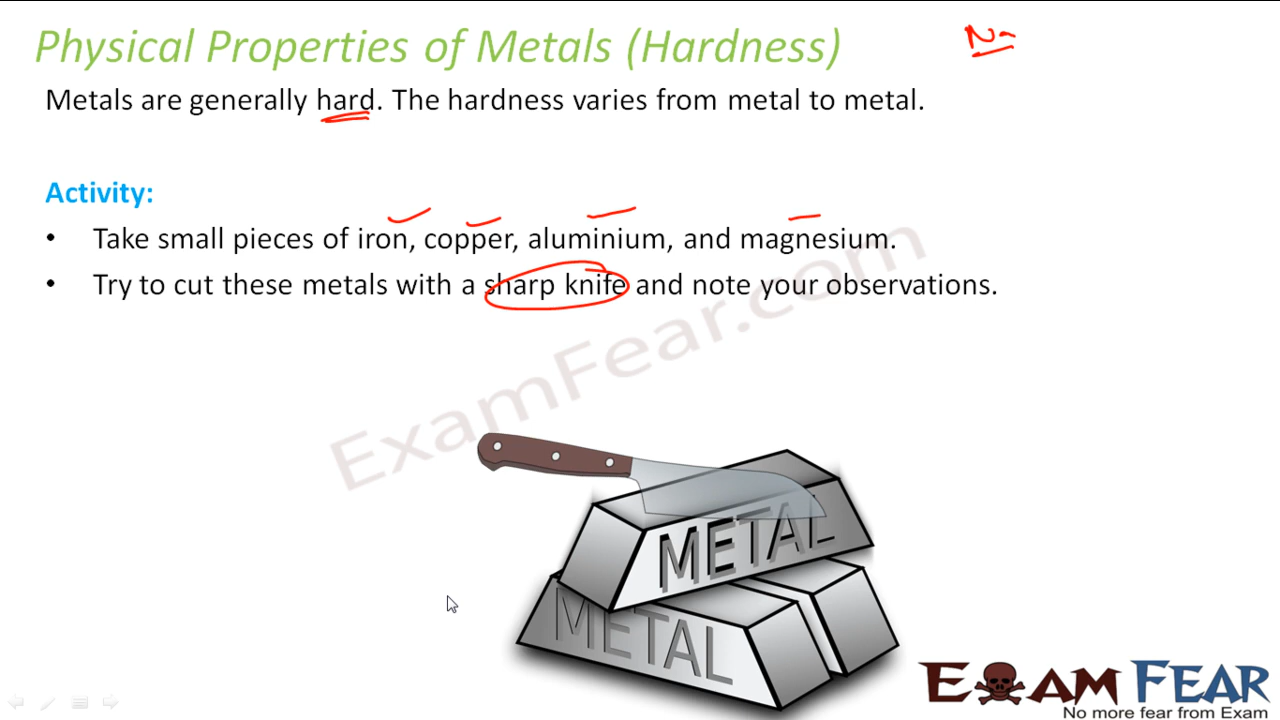 Physical Properties of Metals (Hardness)
Metals are generally hard. The hardness varies from metal to metal.
Activity:
• Take small pieces of iron, copper, aluminium, and magnesium.
• Try to cut these metals with a sharp knife and note your observations.
ExamFear.com
METAL
METAL
EXAM FEAR
No more fear from Exam